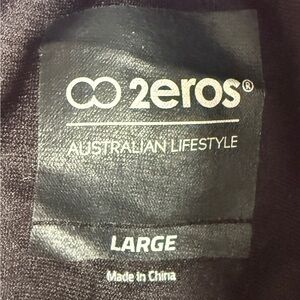 2eros®
AUSTRALIAN LIFESTYLE
LARGE
Made in China